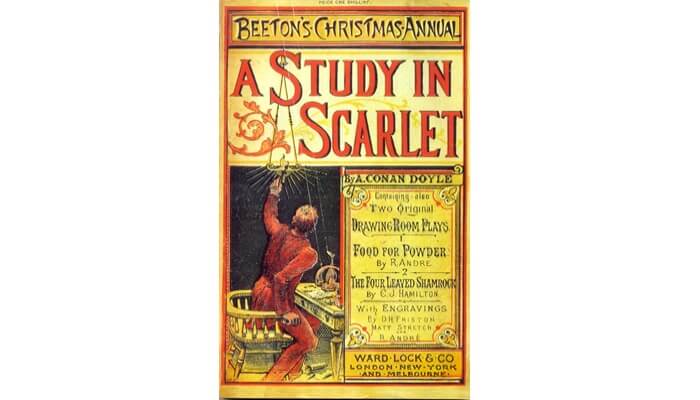 PRICE ONE SHILLING.
BEETON'S·CHRISTMAS·ANNUAL
A STUDY IN
SCARLET
BY A. CONAN DOYLE
Containing also
TWO Original
DRAWING ROOM PLAYS.
1
FOOD FOR POWDER
BY R. ANDRÉ
2
THE FOUR LEAVED SHAMROCK
By C. J. HAMILTON.
With ENGRAVINGS
By D. H. FRISTON
MATT STRETCH
AND
R. ANDRÉ
WARD·LOCK & CO
LONDON·NEW·YORK
·AND MELBOURNE·